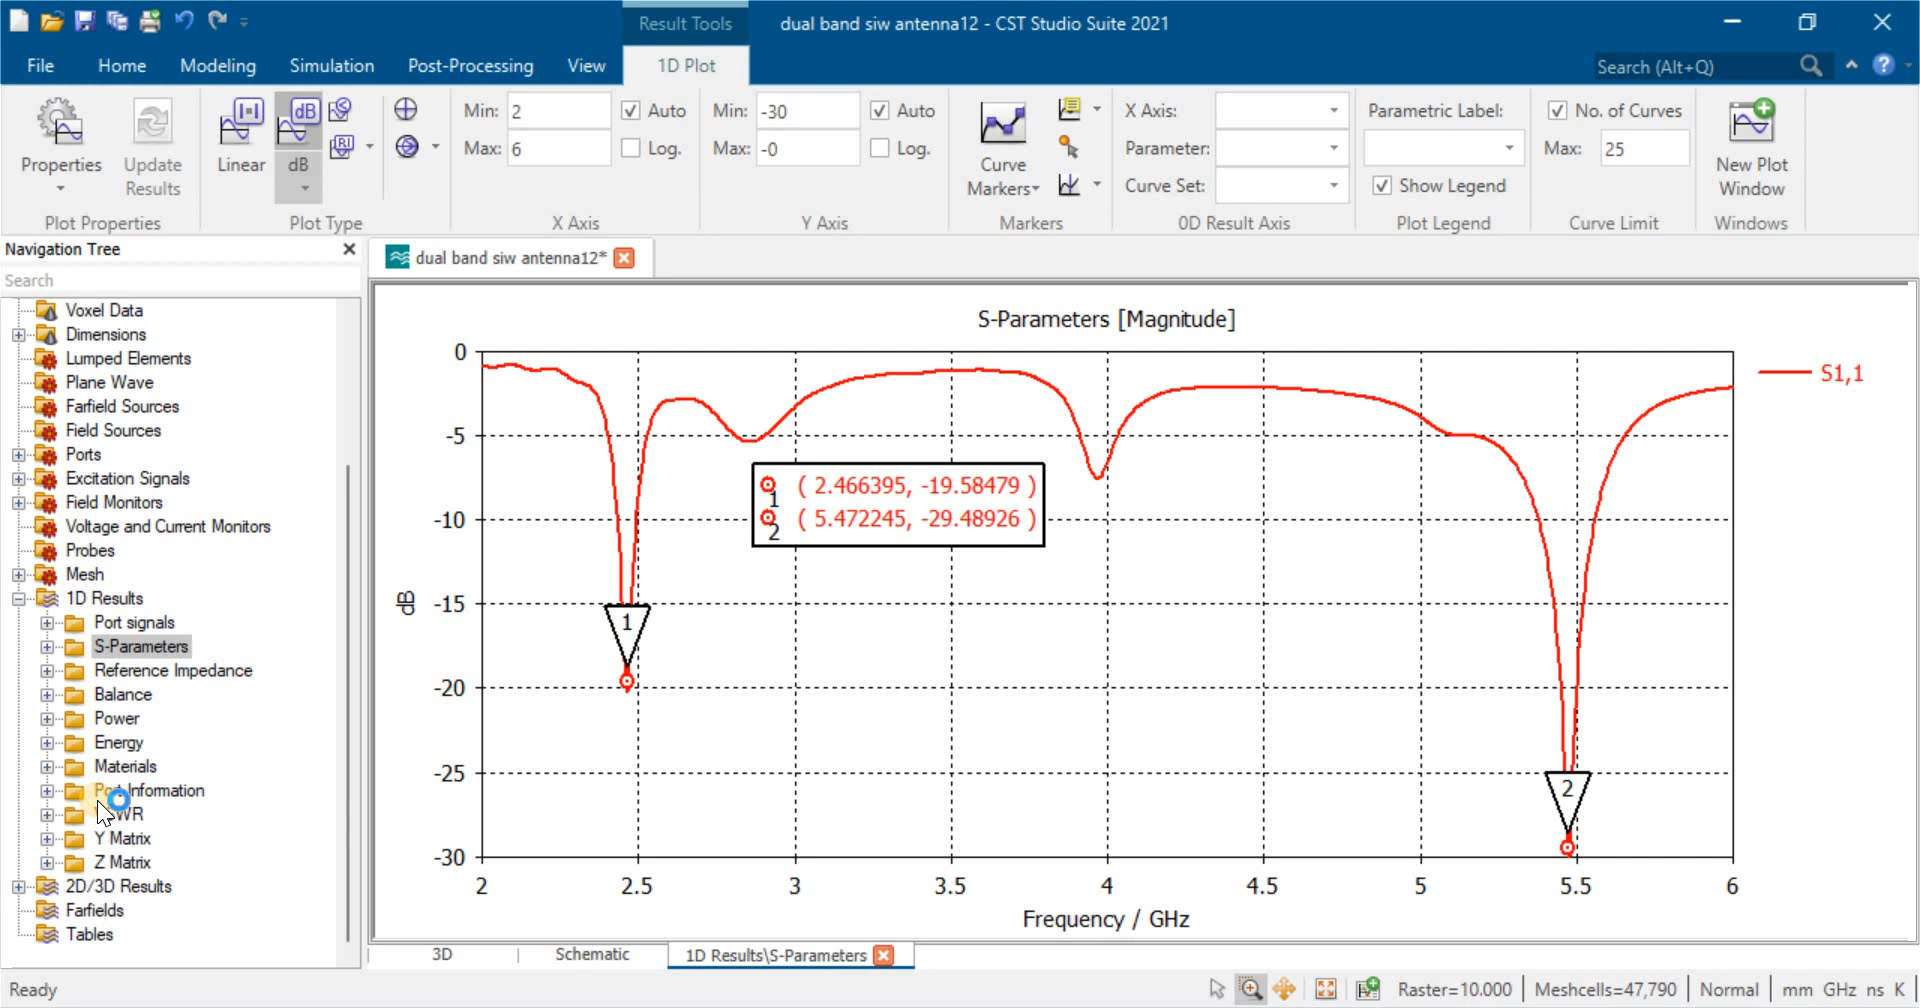 Result Tools
dual band siw antenna12 - CST Studio Suite 2021
File Home Modeling Simulation Post-Processing View 1D Plot Search (Alt+Q)
Properties
Update Results
Plot Properties
Linear
dB
dB
Plot Type
Min: 2 Auto
Max: 6 Log.
X Axis
Min: -30 Auto
Max: -0 Log.
Y Axis
Curve Markers
Markers
X Axis:
Parameter:
Curve Set:
0D Result Axis
Parametric Label:
Show Legend
Plot Legend
No. of Curves
Max: 25
Curve Limit
New Plot Window
Windows
Navigation Tree
Search
Voxel Data
Dimensions
Lumped Elements
Plane Wave
Farfield Sources
Field Sources
Ports
Excitation Signals
Field Monitors
Voltage and Current Monitors
Probes
Mesh
1D Results
Port signals
S-Parameters
Reference Impedance
Balance
Power
Energy
Materials
Information
Y Matrix
Z Matrix
2D/3D Results
Farfields
Tables
dual band siw antenna12*
S-Parameters [Magnitude]
S1,1
0
-5
-10
-15
-20
-25
-30
dB
1 ( 2.466395, -19.58479 )
2 ( 5.472245, -29.48926 )
1
2
2 2.5 3 3.5 4 4.5 5 5.5 6
Frequency / GHz
3D Schematic 1D Results\S-Parameters
Ready
Raster=10.000 Meshcells=47,790 Normal mm GHz ns K